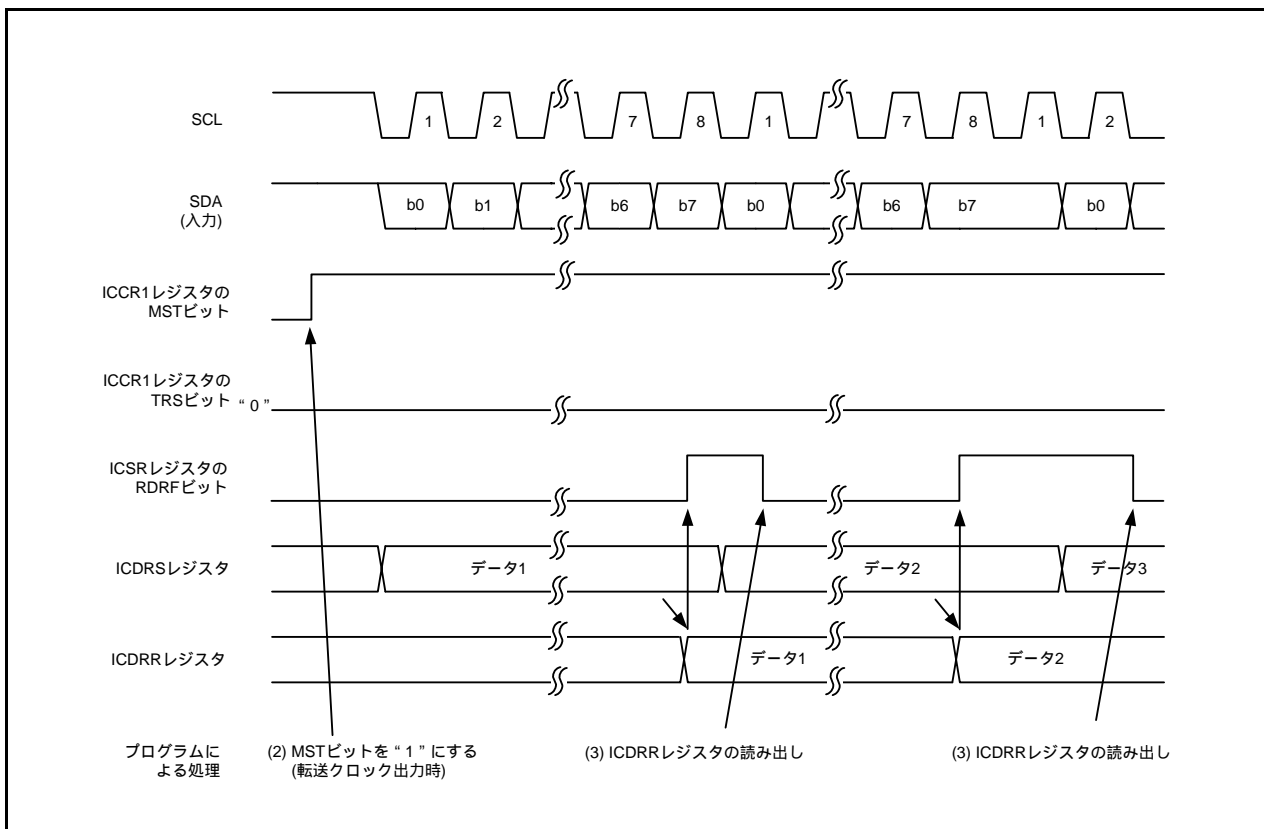 SCL
1 2 7 8 1 7 8 1 2
SDA
(入力)
b0 b1 b6 b7 b0 b6 b7 b0
ICCR1レジスタの
MSTビット
ICCR1レジスタの
TRSビット “ 0 ”
ICSRレジスタの
RDRFビット
ICDRSレジスタ
データ1 データ2 データ3
ICDRRレジスタ
データ1 データ2
プログラムに
よる処理
(2) MSTビットを “ 1 ” にする
(転送クロック出力時)
(3) ICDRRレジスタの読み出し
(3) ICDRRレジスタの読み出し